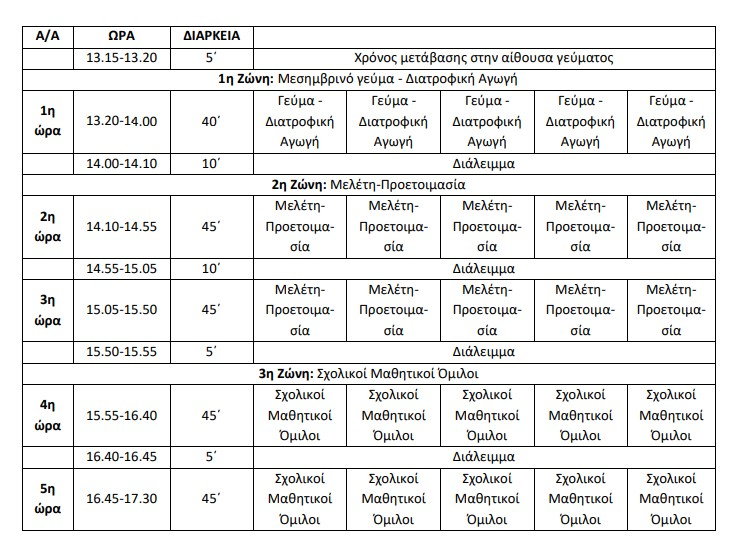 Α/Α ΩΡΑ ΔΙΑΡΚΕΙΑ
13.15-13.20 5΄ Χρόνος μετάβασης στην αίθουσα γεύματος
1η Ζώνη: Μεσημβρινό γεύμα - Διατροφική Αγωγή
1η ώρα 13.20-14.00 40΄ Γεύμα - Διατροφική Αγωγή Γεύμα - Διατροφική Αγωγή Γεύμα - Διατροφική Αγωγή Γεύμα - Διατροφική Αγωγή Γεύμα - Διατροφική Αγωγή
14.00-14.10 10΄ Διάλειμμα
2η Ζώνη: Μελέτη-Προετοιμασία
2η ώρα 14.10-14.55 45΄ Μελέτη-Προετοιμα-σία Μελέτη-Προετοιμα-σία Μελέτη-Προετοιμα-σία Μελέτη-Προετοιμα-σία Μελέτη-Προετοιμα-σία
14.55-15.05 10΄ Διάλειμμα
3η ώρα 15.05-15.50 45΄ Μελέτη-Προετοιμα-σία Μελέτη-Προετοιμα-σία Μελέτη-Προετοιμα-σία Μελέτη-Προετοιμα-σία Μελέτη-Προετοιμα-σία
15.50-15.55 5΄ Διάλειμμα
3η Ζώνη: Σχολικοί Μαθητικοί Όμιλοι
4η ώρα 15.55-16.40 45΄ Σχολικοί Μαθητικοί Όμιλοι Σχολικοί Μαθητικοί Όμιλοι Σχολικοί Μαθητικοί Όμιλοι Σχολικοί Μαθητικοί Όμιλοι Σχολικοί Μαθητικοί Όμιλοι
16.40-16.45 5΄ Διάλειμμα
5η ώρα 16.45-17.30 45΄ Σχολικοί Μαθητικοί Όμιλοι Σχολικοί Μαθητικοί Όμιλοι Σχολικοί Μαθητικοί Όμιλοι Σχολικοί Μαθητικοί Όμιλοι Σχολικοί Μαθητικοί Όμιλοι